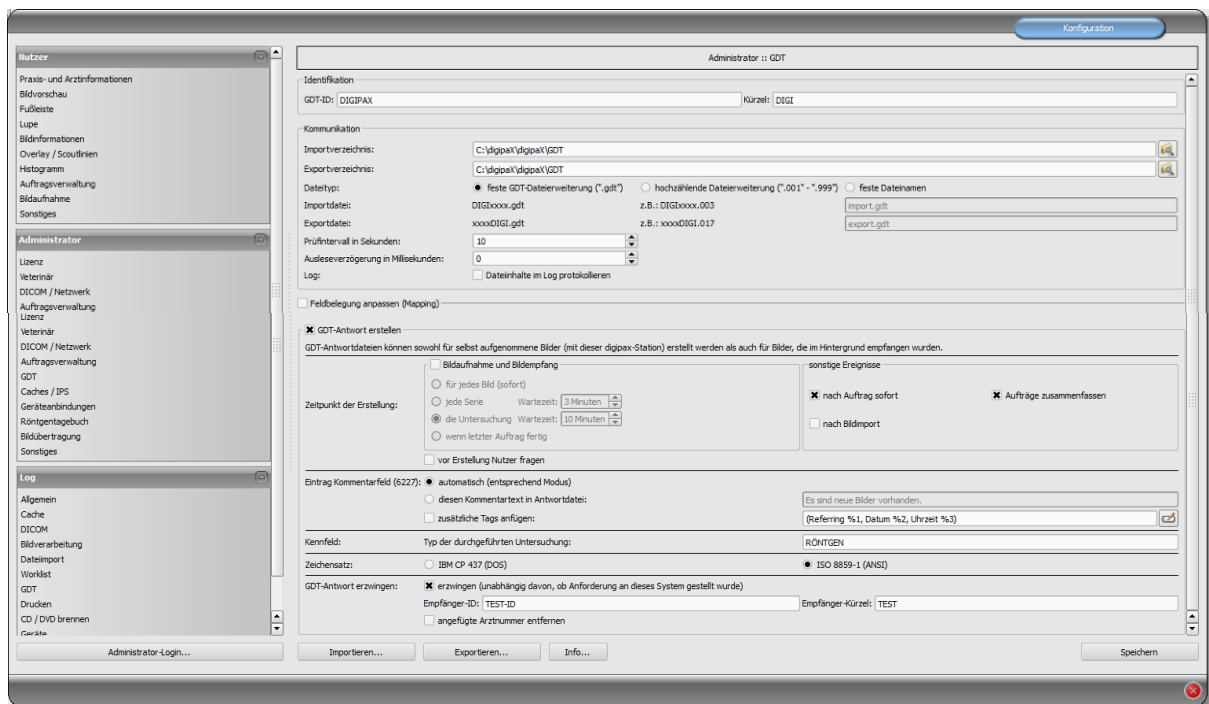 Konfiguration
Nutzer
Praxis- und Arztinformationen
Bildvorschau
Fußleiste
Lupe
Bildinformationen
Overlay / Scoutlinien
Histogramm
Auftragsverwaltung
Bildaufnahme
Sonstiges
Administrator
Lizenz
Veterinär
DICOM / Netzwerk
Auftragsverwaltung
Lizenz
Veterinär
DICOM / Netzwerk
Auftragsverwaltung
GDT
Caches / IPS
Geräteanbindungen
Röntgentagebuch
Bildübertragung
Sonstiges
Log
Allgemein
Cache
DICOM
Bildverarbeitung
Dateiimport
Worklist
GDT
Drucken
CD / DVD brennen
Geräte
Administrator-Login...
Administrator :: GDT
Identifikation
GDT-ID: DIGIPAX Kürzel: DIGI
Kommunikation
Importverzeichnis: C:\digipaX\digipaX\GDT
Exportverzeichnis: C:\digipaX\digipaX\GDT
Dateityp: feste GDT-Dateierweiterung (".gdt") hochzählende Dateierweiterung (".001" - ".999") feste Dateinamen
Importdatei: DIGIxxxx.gdt z.B.: DIGIxxxx.003 import.gdt
Exportdatei: xxxxDIGI.gdt z.B.: xxxxDIGI.017 export.gdt
Prüfintervall in Sekunden: 10
Ausleseverzögerung in Millisekunden: 0
Log: Dateiinhalte im Log protokollieren
Feldbelegung anpassen (Mapping)
GDT-Antwort erstellen
GDT-Antwortdateien können sowohl für selbst aufgenommene Bilder (mit dieser digipax-Station) erstellt werden als auch für Bilder, die im Hintergrund empfangen wurden.
Zeitpunkt der Erstellung:
Bildaufnahme und Bildempfang
für jedes Bild (sofort)
jede Serie Wartezeit: 3 Minuten
die Untersuchung Wartezeit: 10 Minuten
wenn letzter Auftrag fertig
sonstige Ereignisse
nach Auftrag sofort Aufträge zusammenfassen
nach Bildimport
vor Erstellung Nutzer fragen
Eintrag Kommentarfeld (6227): automatisch (entsprechend Modus)
diesen Kommentartext in Antwortdatei: Es sind neue Bilder vorhanden.
zusätzliche Tags anfügen: (Referring %1, Datum %2, Uhrzeit %3)
Kennfeld: Typ der durchgeführten Untersuchung: RÖNTGEN
Zeichensatz: IBM CP 437 (DOS) ISO 8859-1 (ANSI)
GDT-Antwort erzwingen: erzwingen (unabhängig davon, ob Anforderung an dieses System gestellt wurde)
Empfänger-ID: TEST-ID Empfänger-Kürzel: TEST
angefügte Arztnummer entfernen
Importieren... Exportieren... Info... Speichern